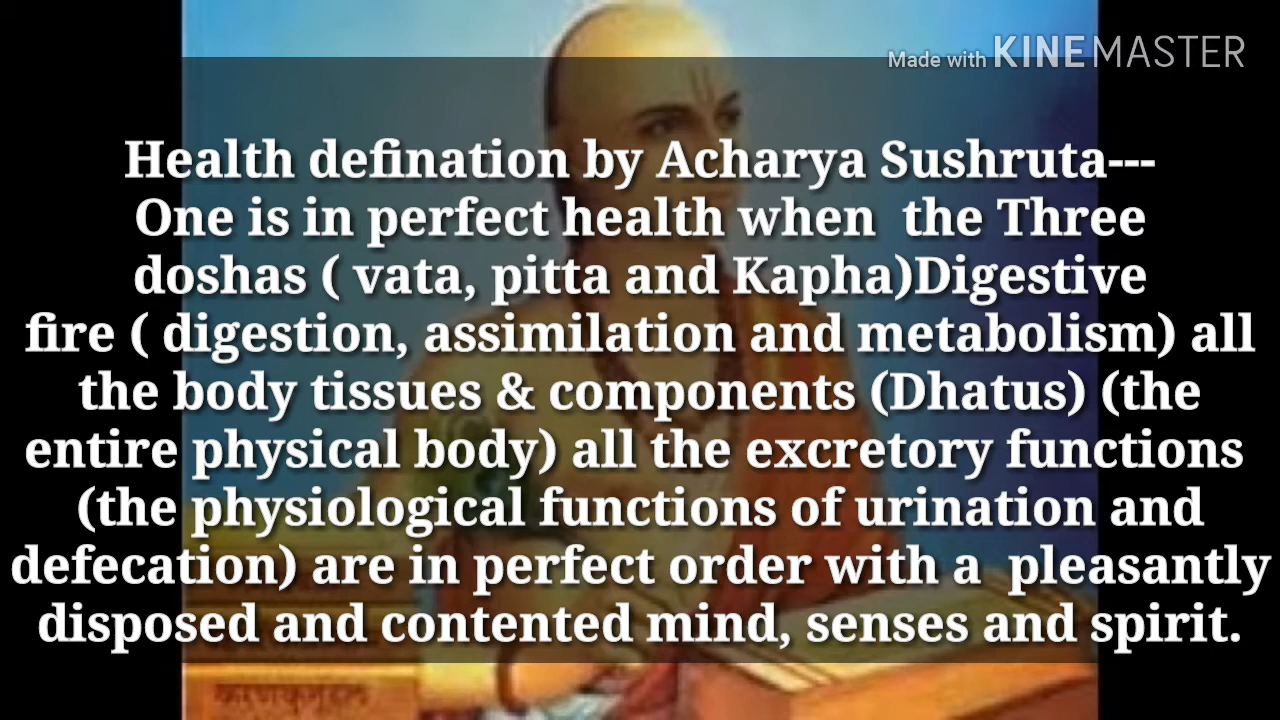 Made with KINEMASTER
Health defination by Acharya Sushruta---
One is in perfect health when  the Three
doshas ( vata, pitta and Kapha)Digestive
fire ( digestion, assimilation and metabolism) all
the body tissues & components (Dhatus) (the
entire physical body) all the excretory functions
(the physiological functions of urination and
defecation) are in perfect order with a  pleasantly
disposed and contented mind, senses and spirit.